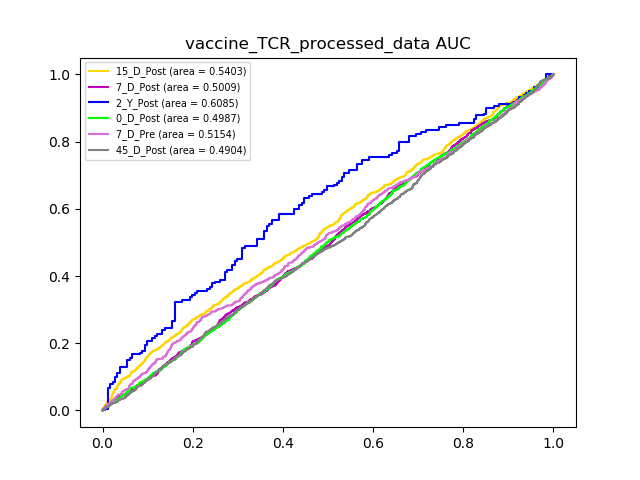 vaccine_TCR_processed_data AUC
1.0
0.8
0.6
0.4
0.2
0.0
15_D_Post (area = 0.5403)
7_D_Post (area = 0.5009)
2_Y_Post (area = 0.6085)
0_D_Post (area = 0.4987)
7_D_Pre (area = 0.5154)
45_D_Post (area = 0.4904)
0.0 0.2 0.4 0.6 0.8 1.0